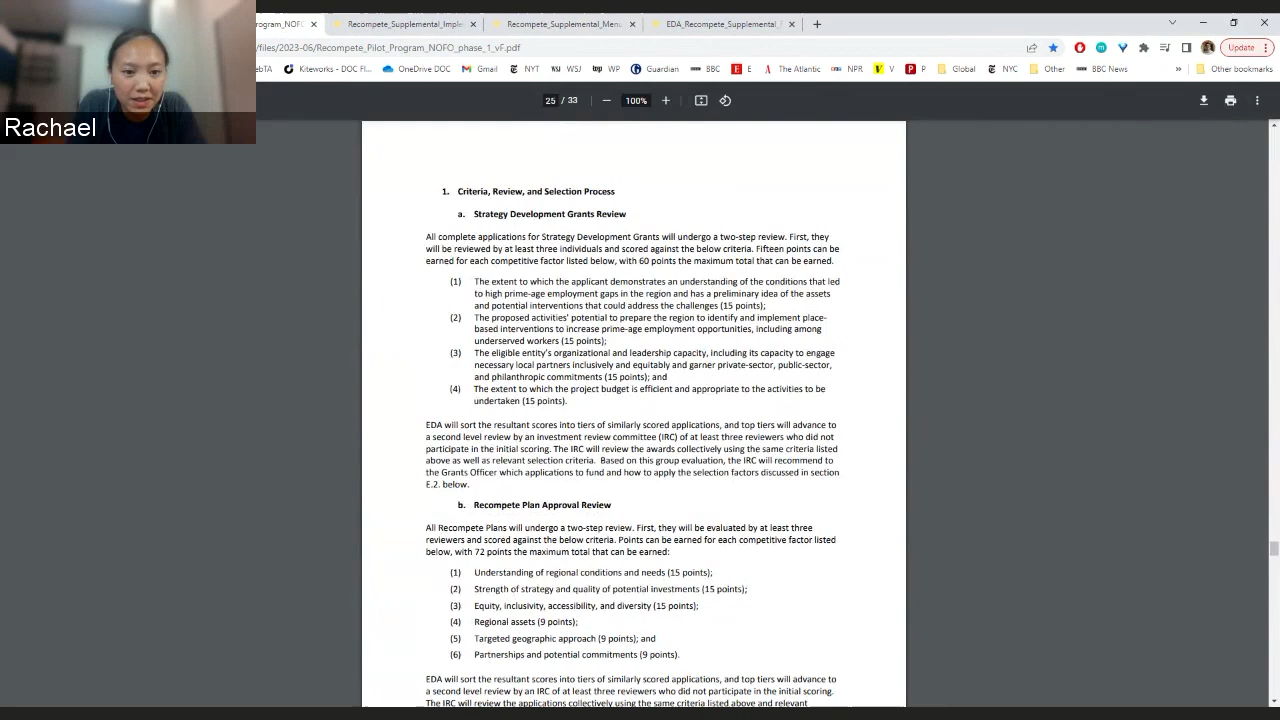 rogram_NOFO
Recompete_Supplemental_Imple
Recompete_Supplemental_Menu
EDA_Recompete_Supplemental_
/files/2023-06/Recompete_Pilot_Program_NOFO_phase_1_vF.pdf
Update
ebTA
Kiteworks - DOC Fl...
OneDrive DOC
Gmail
NYT
WSJ
WP
Guardian
BBC
E
The Atlantic
NPR
V
P
Global
NYC
Other
BBC News
Other bookmarks
25 / 33
100%
Rachael
1. Criteria, Review, and Selection Process
a. Strategy Development Grants Review
All complete applications for Strategy Development Grants will undergo a two-step review. First, they
will be reviewed by at least three individuals and scored against the below criteria. Fifteen points can be
earned for each competitive factor listed below, with 60 points the maximum total that can be earned.
(1) The extent to which the applicant demonstrates an understanding of the conditions that led
to high prime-age employment gaps in the region and has a preliminary idea of the assets
and potential interventions that could address the challenges (15 points);
(2) The proposed activities' potential to prepare the region to identify and implement place-
based interventions to increase prime-age employment opportunities, including among
underserved workers (15 points);
(3) The eligible entity's organizational and leadership capacity, including its capacity to engage
necessary local partners inclusively and equitably and garner private-sector, public-sector,
and philanthropic commitments (15 points); and
(4) The extent to which the project budget is efficient and appropriate to the activities to be
undertaken (15 points).
EDA will sort the resultant scores into tiers of similarly scored applications, and top tiers will advance to
a second level review by an investment review committee (IRC) of at least three reviewers who did not
participate in the initial scoring. The IRC will review the awards collectively using the same criteria listed
above as well as relevant selection criteria. Based on this group evaluation, the IRC will recommend to
the Grants Officer which applications to fund and how to apply the selection factors discussed in section
E.2. below.
b. Recompete Plan Approval Review
All Recompete Plans will undergo a two-step review. First, they will be evaluated by at least three
reviewers and scored against the below criteria. Points can be earned for each competitive factor listed
below, with 72 points the maximum total that can be earned:
(1) Understanding of regional conditions and needs (15 points);
(2) Strength of strategy and quality of potential investments (15 points);
(3) Equity, inclusivity, accessibility, and diversity (15 points);
(4) Regional assets (9 points);
(5) Targeted geographic approach (9 points); and
(6) Partnerships and potential commitments (9 points).
EDA will sort the resultant scores into tiers of similarly scored applications, and top tiers will advance to
a second level review by an IRC of at least three reviewers who did not participate in the initial scoring.
The IRC will review the applications collectively using the same criteria listed above and relevant